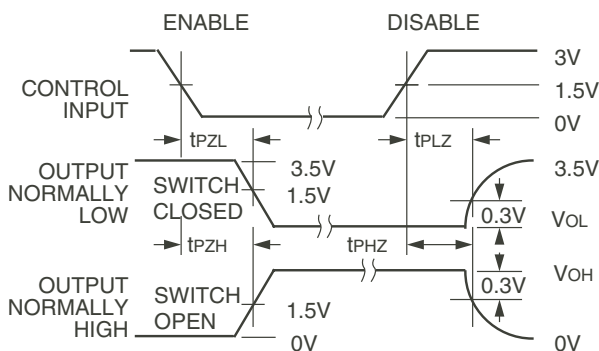 ENABLE DISABLE
3V
CONTROL
INPUT
1.5V
0V
tPZL tPLZ
OUTPUT
NORMALLY
LOW
SWITCH
CLOSED
3.5V
1.5V
3.5V
0.3V
VOL
tPZH tPHZ
VOH
0.3V
OUTPUT
NORMALLY
HIGH
SWITCH
OPEN
1.5V
0V
0V